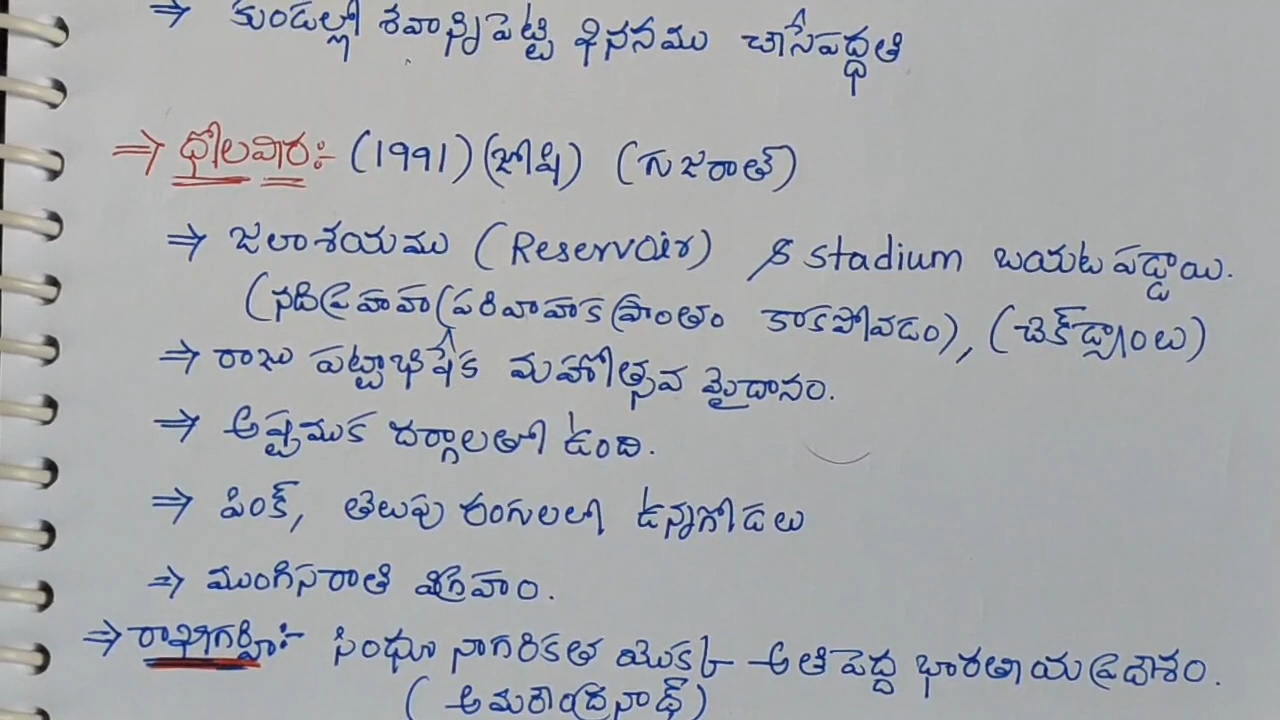 ⇒ కుండల్లో శవాన్నిపెట్టి ఖననము చేసేపద్ధతి
⇒ ధోలవీర:- (1991) (జోషి) (గుజరాత్)
⇒ జలాశయము (Reservoir) & stadium బయట పడ్డాయి.
(నదీప్రవాహ పరివాహకప్రాంతం కాకపోవడం), (చెక్‌డ్యాంలు)
⇒ రాజు పట్టాభిషేక మహోత్సవ మైదానం.
⇒ అష్టముక దుర్గాలతో ఉంది.
⇒ పింక్, తెలుపు రంగులలో ఉన్నగోడలు
⇒ ముంగిసరాతి విగ్రహం.
⇒ రాఖీగర్హి:- సింధూ నాగరికత యొక్క అతిపెద్ద భారతీయప్రదేశం.
(అమరేంద్రనాథ్)